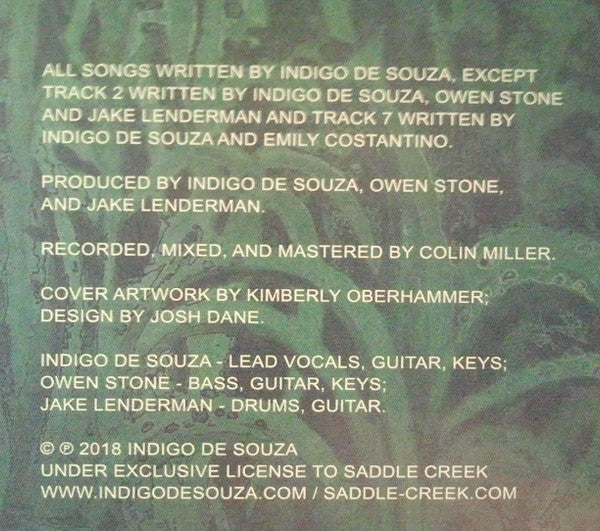 ALL SONGS WRITTEN BY INDIGO DE SOUZA, EXCEPT
TRACK 2 WRITTEN BY INDIGO DE SOUZA, OWEN STONE
AND JAKE LENDERMAN AND TRACK 7 WRITTEN BY
INDIGO DE SOUZA AND EMILY COSTANTINO.
PRODUCED BY INDIGO DE SOUZA, OWEN STONE,
AND JAKE LENDERMAN.
RECORDED, MIXED, AND MASTERED BY COLIN MILLER.
COVER ARTWORK BY KIMBERLY OBERHAMMER;
DESIGN BY JOSH DANE.
INDIGO DE SOUZA - LEAD VOCALS, GUITAR, KEYS;
OWEN STONE - BASS, GUITAR, KEYS;
JAKE LENDERMAN - DRUMS, GUITAR.
© ℗ 2018 INDIGO DE SOUZA
UNDER EXCLUSIVE LICENSE TO SADDLE CREEK
WWW.INDIGODESOUZA.COM / SADDLE-CREEK.COM